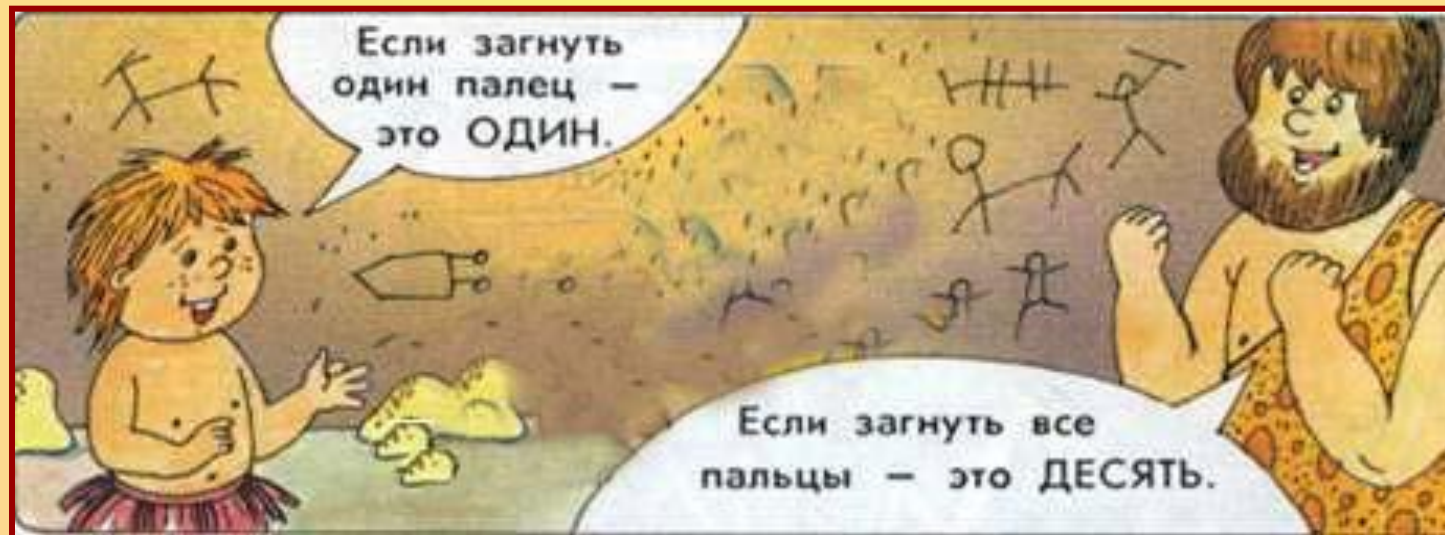 Если загнуть
один палец —
это ОДИН.
Если загнуть все
пальцы — это ДЕСЯТЬ.